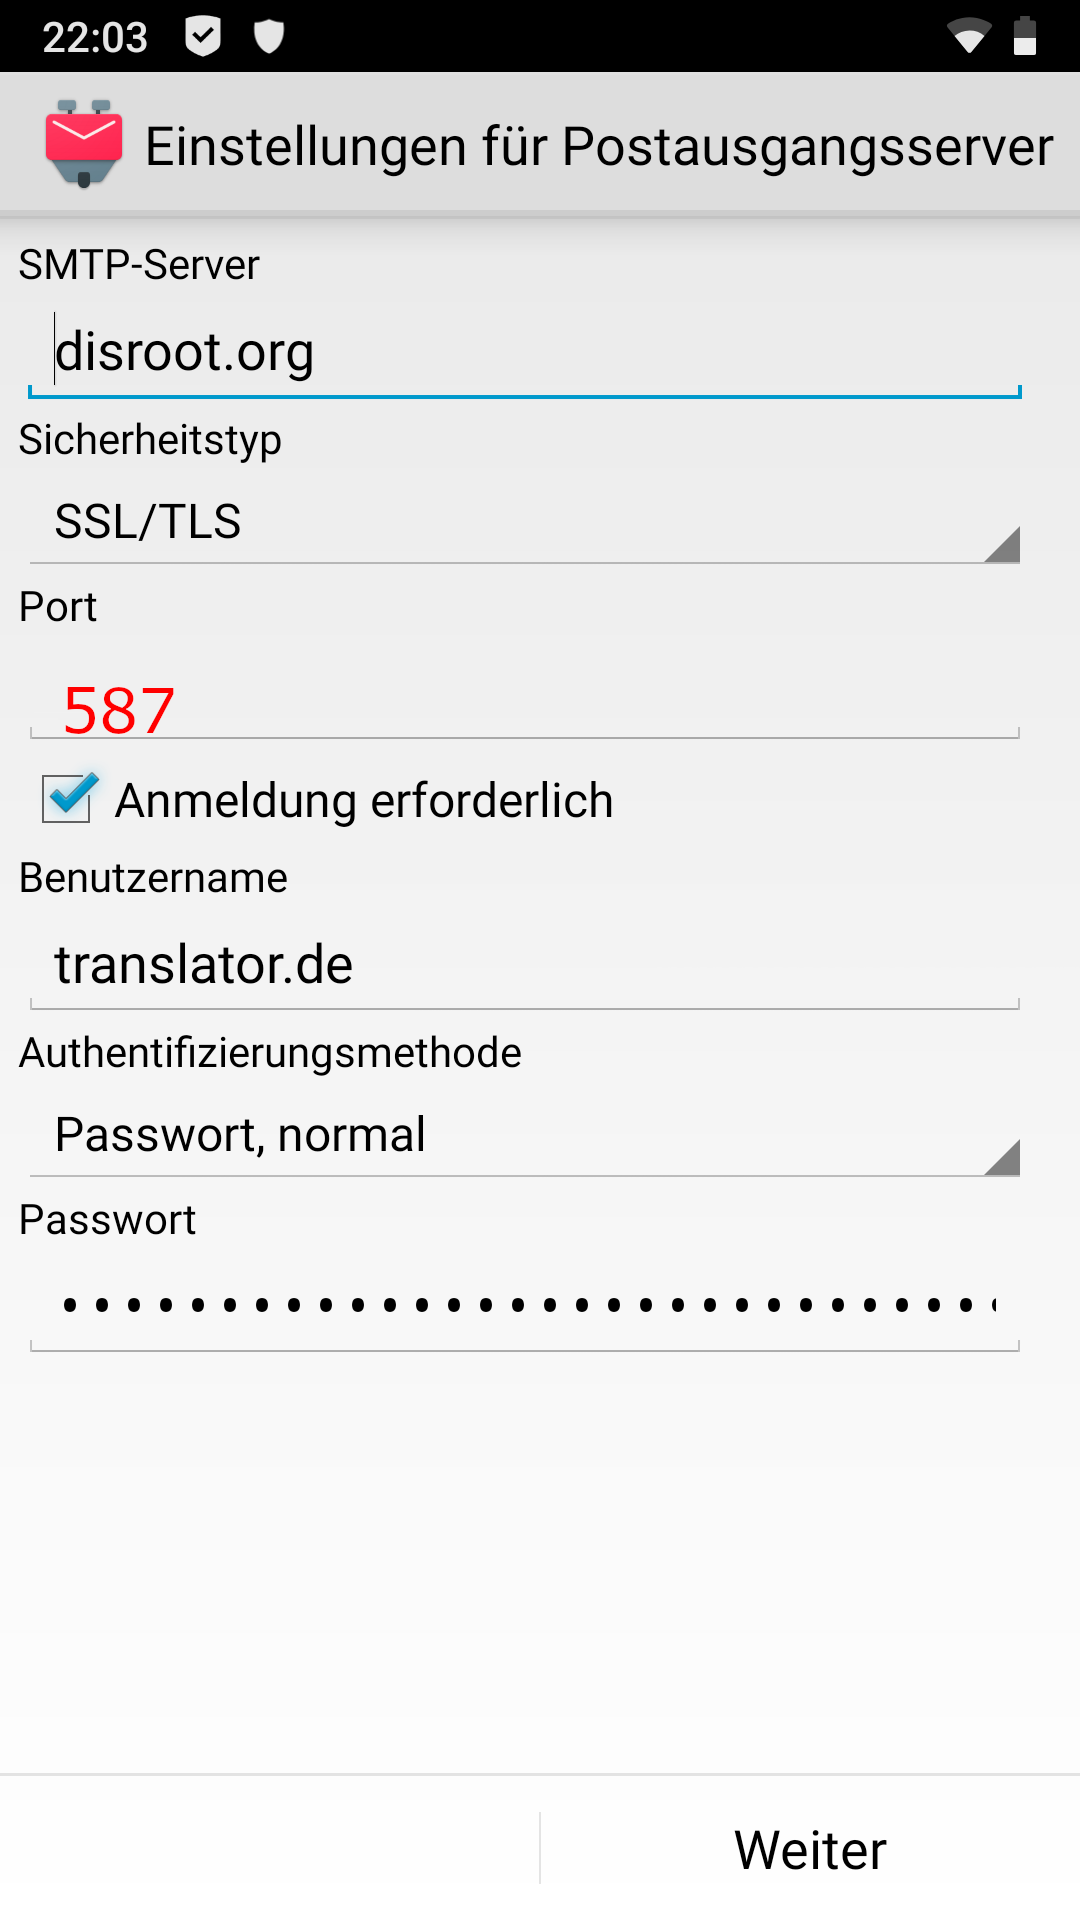 22:03
Einstellungen für Postausgangsserver
SMTP-Server
disroot.org
Sicherheitstyp
SSL/TLS
Port
587
Anmeldung erforderlich
Benutzername
translator.de
Authentifizierungsmethode
Passwort, normal
Passwort
Weiter